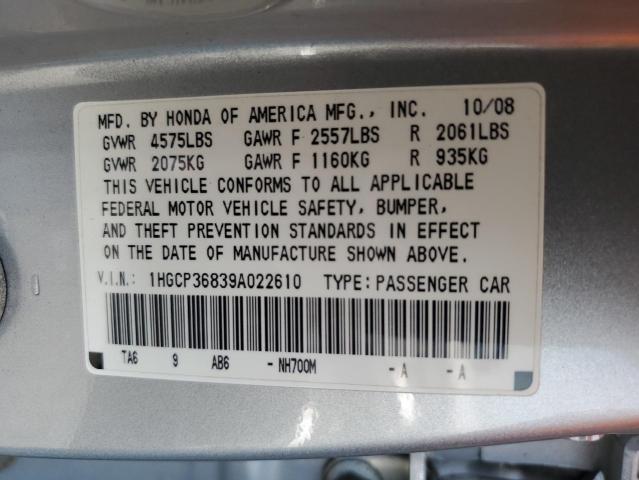 MFD. BY HONDA OF AMERICA MFG., INC. 10/08
GVWR 4575LBS GAWR F 2557LBS R 2061LBS
GVWR 2075KG GAWR F 1160KG R 935KG
THIS VEHICLE CONFORMS TO ALL APPLICABLE
FEDERAL MOTOR VEHICLE SAFETY, BUMPER,
AND THEFT PREVENTION STANDARDS IN EFFECT
ON THE DATE OF MANUFACTURE SHOWN ABOVE.
V.I.N.: 1HGCP36839A022610 TYPE:PASSENGER CAR
TA6 9 AB6 -NH700M -A -A